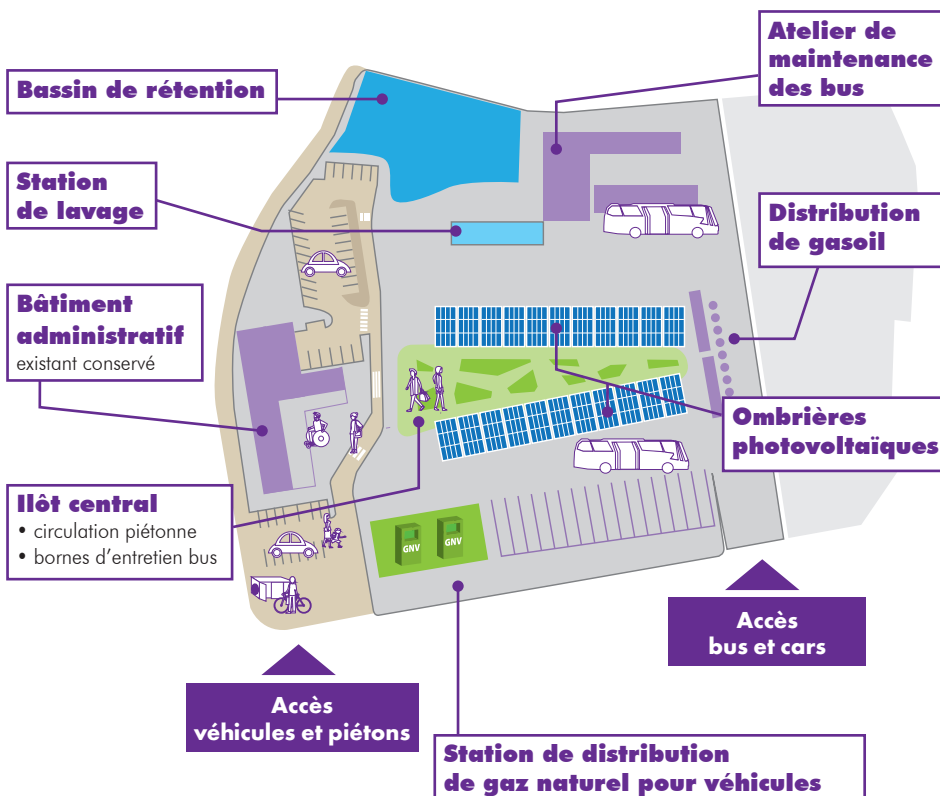 Atelier de
maintenance
des bus
Bassin de rétention
Station
de lavage
Distribution
de gasoil
Bâtiment
administratif
existant conservé
Ombrières
photovoltaïques
Ilôt central
• circulation piétonne
• bornes d'entretien bus
GNV
GNV
Accès
bus et cars
Accès
véhicules et piétons
Station de distribution
de gaz naturel pour véhicules